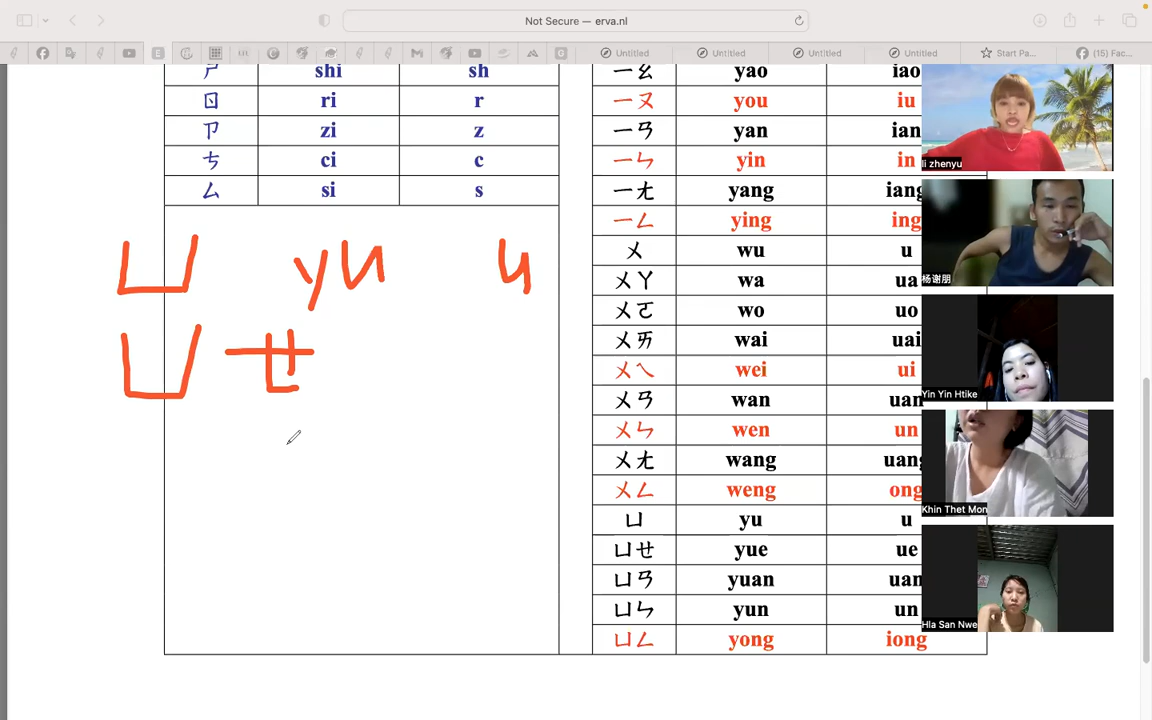 Not Secure — erva.nl
Untitled
Untitled
Untitled
Untitled
Start Pa...
(15) Fac...
ㄕ shi sh
ㄖ ri r
ㄗ zi z
ㄘ ci c
ㄙ si s
ㄩ yu u
ㄩㄝ
ㄧㄠ yao iao
ㄧㄡ you iu
ㄧㄢ yan ian
ㄧㄣ yin in
ㄧㄤ yang iang
ㄧㄥ ying ing
ㄨ wu u
ㄨㄚ wa ua
ㄨㄛ wo uo
ㄨㄞ wai uai
ㄨㄟ wei ui
ㄨㄢ wan uan
ㄨㄣ wen un
ㄨㄤ wang uang
ㄨㄥ weng ong
ㄩ yu u
ㄩㄝ yue ue
ㄩㄢ yuan uan
ㄩㄣ yun un
ㄩㄥ yong iong
li zhenyu
杨谢朋
Yin Yin Htike
Khin Thet Mon
Hla San Nwe